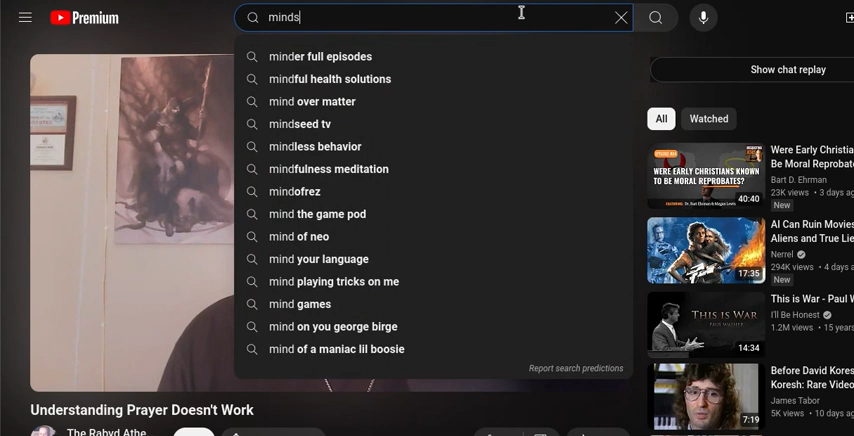 Premium
minds
minder full episodes
mindful health solutions
mind over matter
mindseed tv
mindless behavior
mindfulness meditation
mindofrez
mind the game pod
mind of neo
mind your language
mind playing tricks on me
mind games
mind on you george birge
mind of a maniac lil boosie
Report search predictions
Understanding Prayer Doesn't Work
The Rabyd Athe
Show chat replay
All
Watched
WERE EARLY CHRISTIANS KNOWN
TO BE MORAL REPROBATES?
40:40
Were Early Christia
Be Moral Reprobate
Bart D. Ehrman
23K views • 3 days ag
New
17:35
AI Can Ruin Movies
Aliens and True Lie
Nerrel
294K views • 4 days a
New
THIS IS WAR
PAUL WASHER
14:34
This is War - Paul W
I'll Be Honest
1.2M views • 15 years
7:19
Before David Kores
Koresh: Rare Video
James Tabor
5K views • 10 days ag